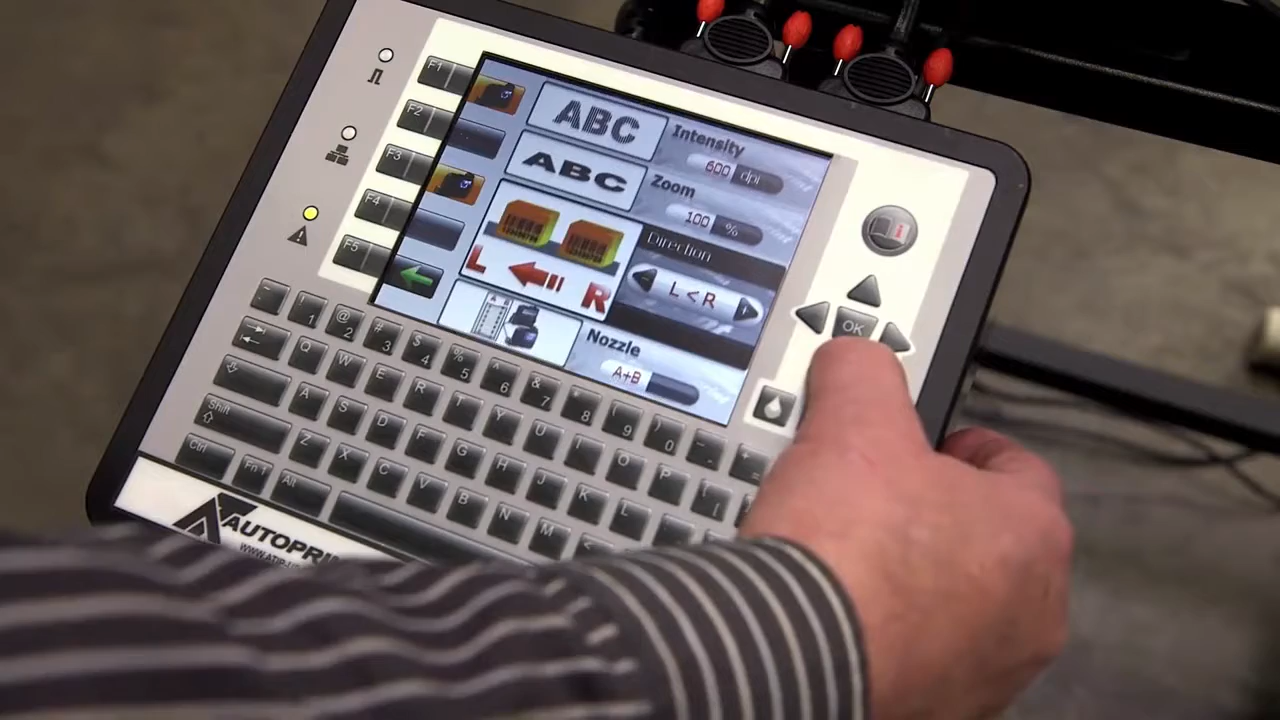 F1
F2
F3
F4
F5
ABC
ABC
L
R
Intensity
600 dpi
Zoom
100 %
Direction
L < R
Nozzle
A+B
i
OK
~
! 1
@ 2
# 3
$ 4
% 5
^ 6
& 7
* 8
( 9
) 0
_ -
+ =
Q W E R T Y U I O P
A S D F G H J K L
Shift
Z X C V B N M <
Ctrl
Fn 1
Alt
AUTOPRI